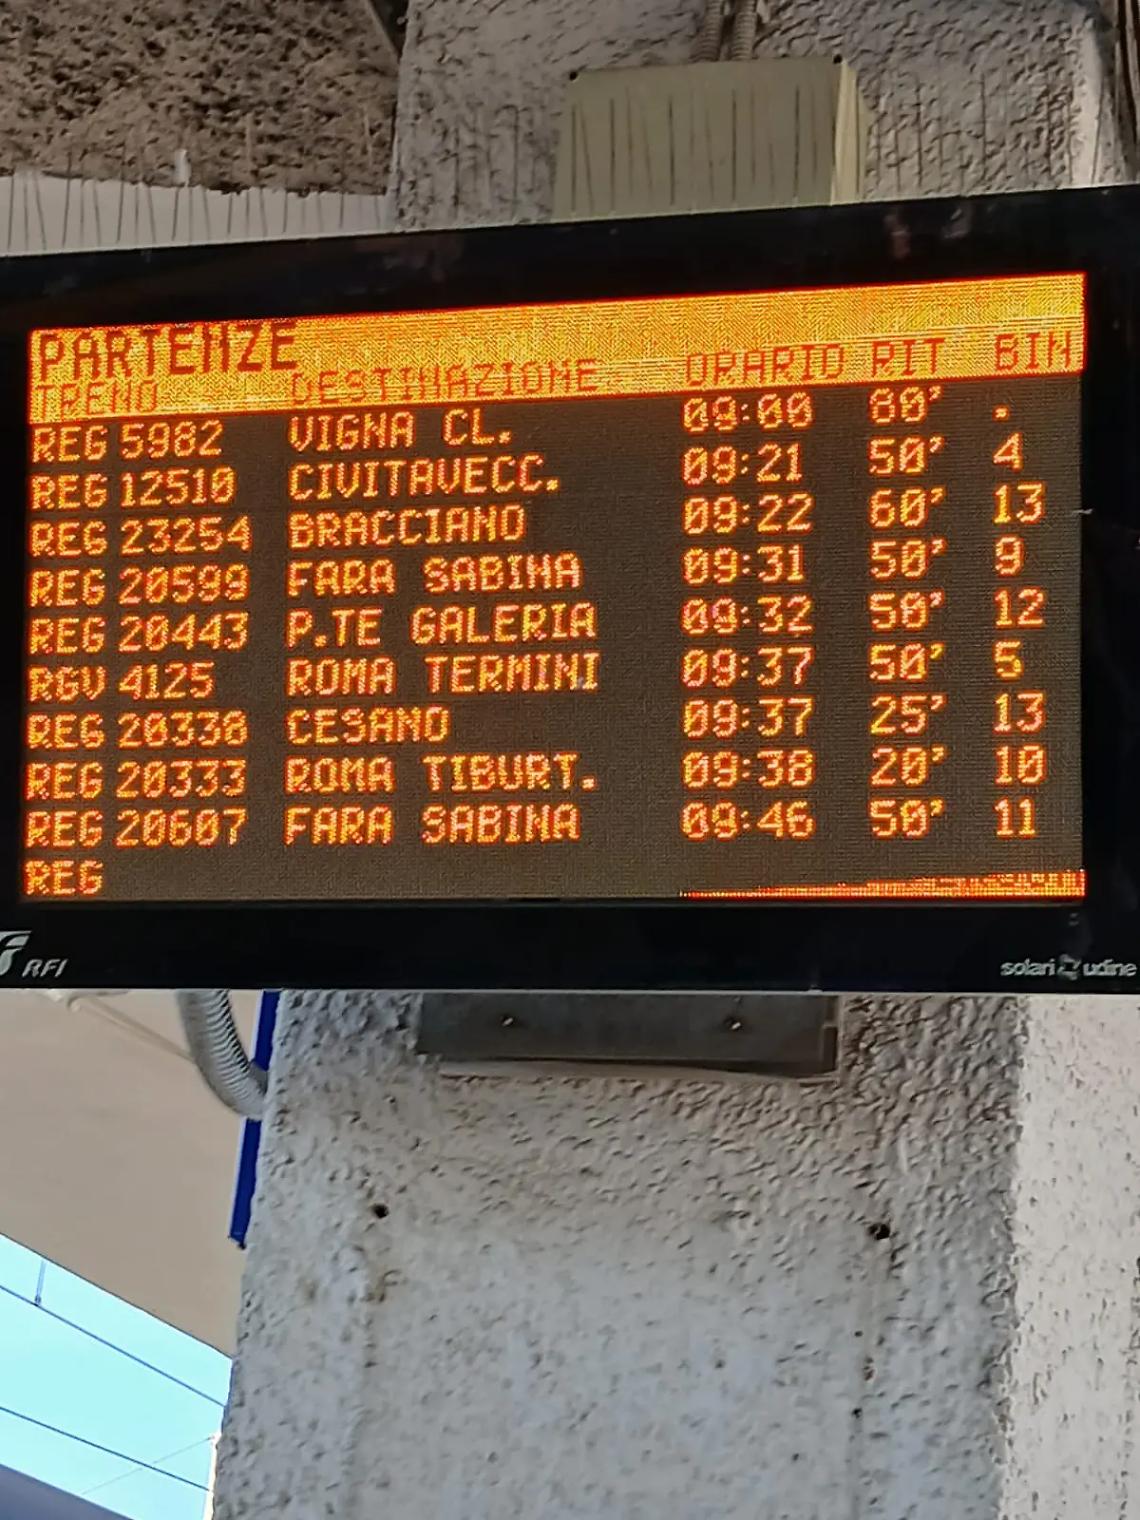 PARTENZE
TRENO DESTINAZIONE ORARIO RIT BIN
REG 5982 VIGNA CL. 09:00 80' .
REG 12510 CIVITAVECC. 09:21 50' 4
REG 23254 BRACCIANO 09:22 60' 13
REG 20599 FARA SABINA 09:31 50' 9
REG 20443 P.TE GALERIA 09:32 50' 12
RGV 4125 ROMA TERMINI 09:37 50' 5
REG 20338 CESANO 09:37 25' 13
REG 20333 ROMA TIBURT. 09:38 20' 10
REG 20607 FARA SABINA 09:46 50' 11
REG
RFI
solari udine